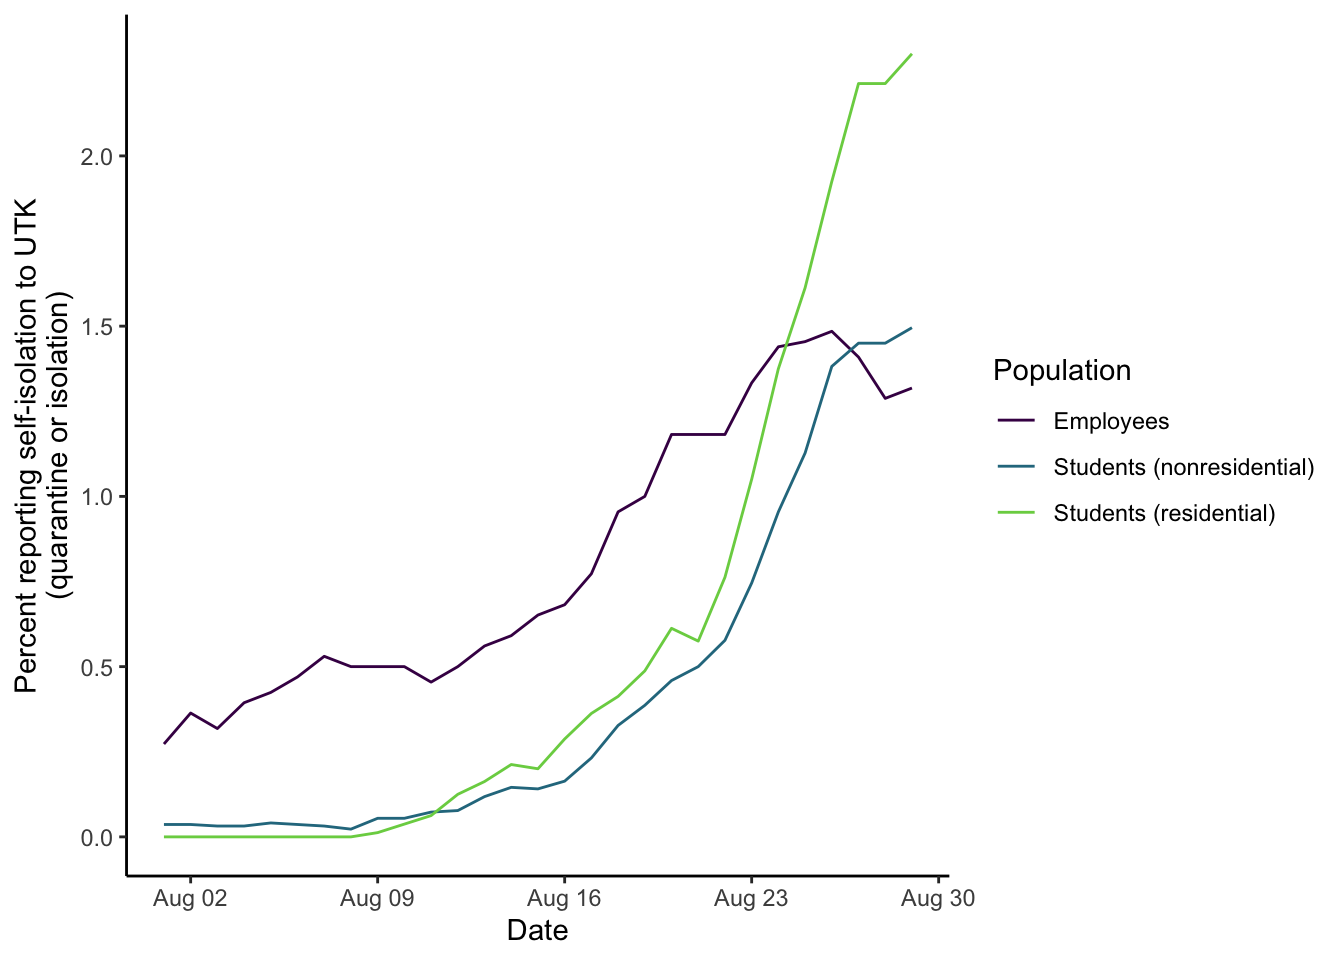 Percent reporting self-isolation to UTK
(quarantine or isolation)
2.0
1.5
1.0
0.5
0.0
Aug 02
Aug 09
Aug 16
Aug 23
Aug 30
Date
Population
Employees
Students (nonresidential)
Students (residential)